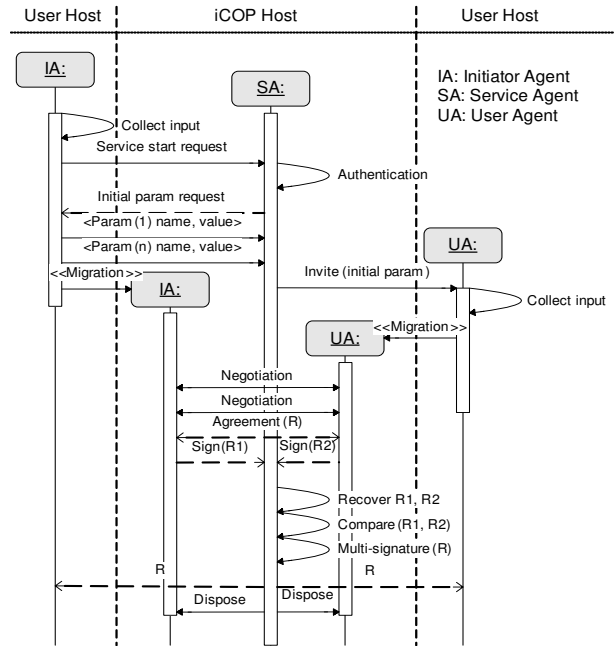 User Host
iCOP Host
User Host
IA:
SA:
IA: Initiator Agent
SA: Service Agent
UA: User Agent
Collect input
Service start request
Authentication
Initial param request
<Param(1) name, value>
<Param(n) name, value>
UA:
<<Migration>>
Invite (initial param)
IA:
Collect input
<<Migration>>
UA:
Negotiation
Negotiation
Agreement(R)
Sign(R1)
Sign(R2)
Recover R1, R2
Compare (R1, R2)
Multi-signature(R)
R
R
Dispose
Dispose